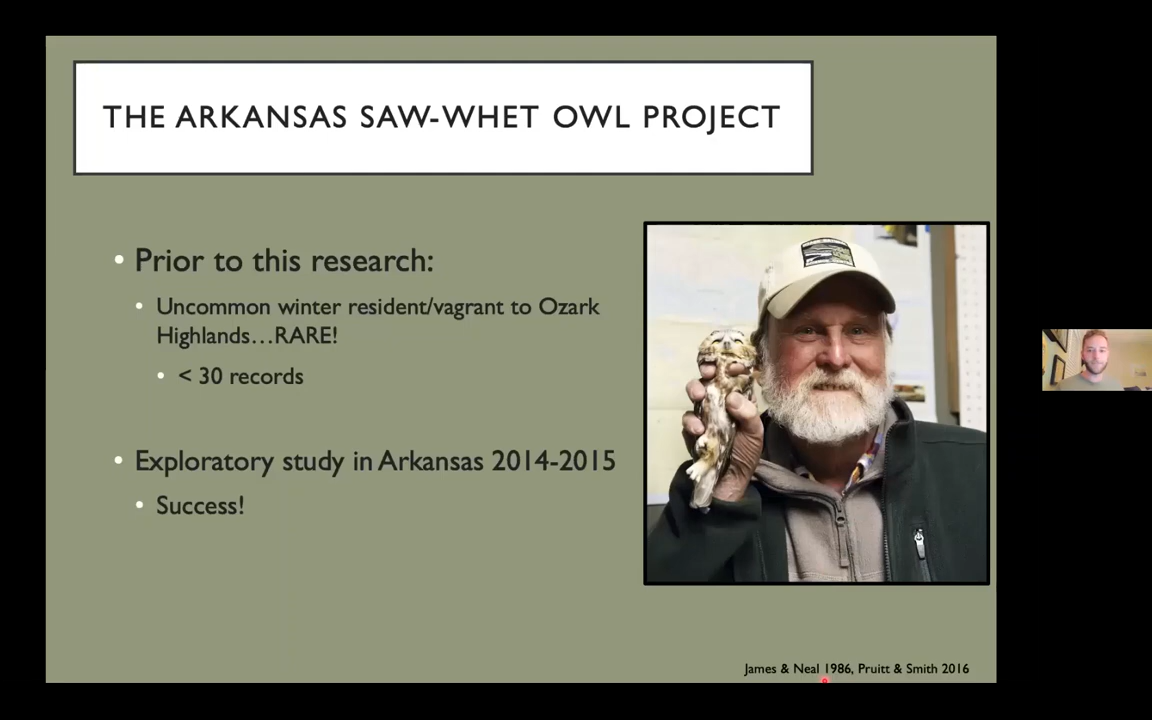 THE ARKANSAS SAW-WHET OWL PROJECT
• Prior to this research:
• Uncommon winter resident/vagrant to Ozark
Highlands...RARE!
• < 30 records
• Exploratory study in Arkansas 2014-2015
• Success!
James & Neal 1986, Pruitt & Smith 2016